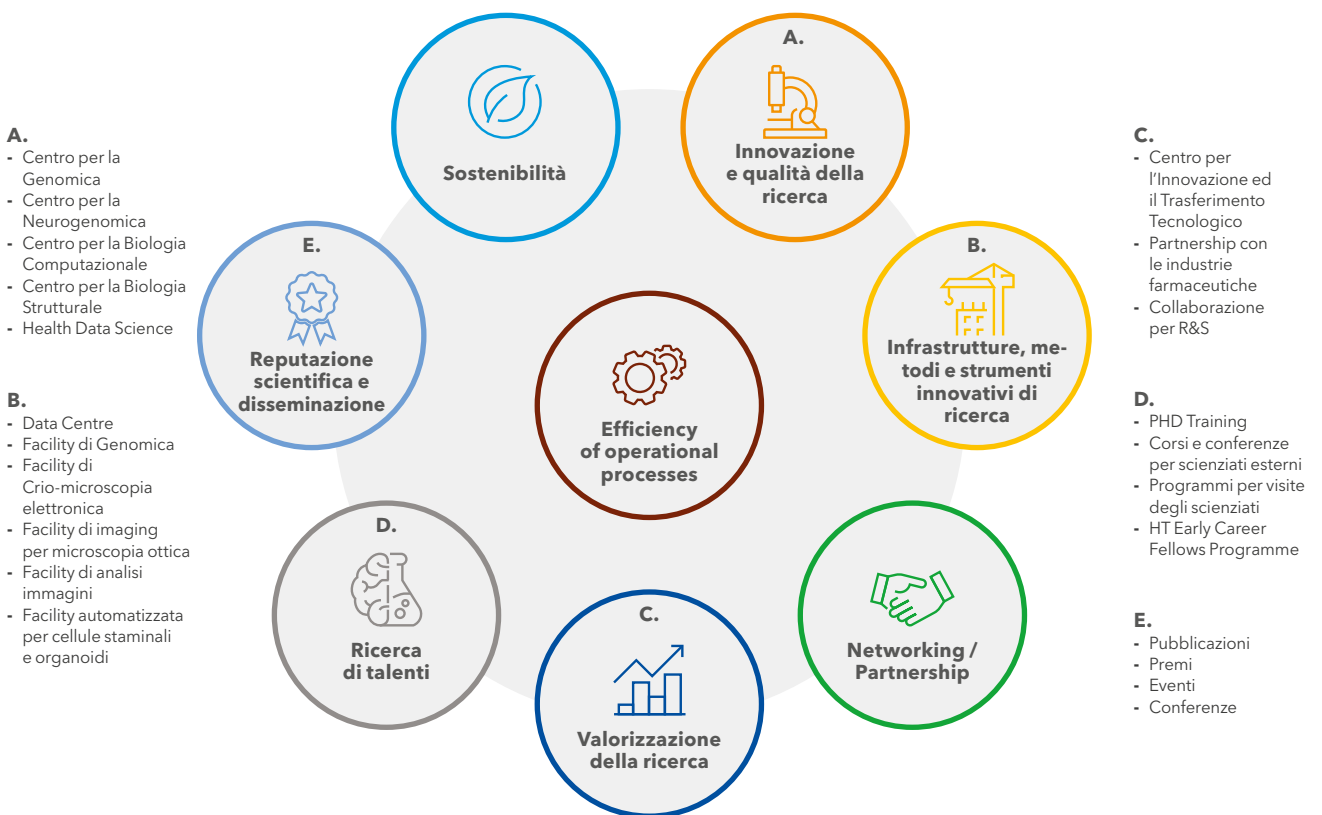 A.
- Centro per la
Genomica
- Centro per la
Neurogenomica
- Centro per la Biologia
Computazionale
- Centro per la Biologia
Strutturale
- Health Data Science
B.
- Data Centre
- Facility di Genomica
- Facility di
Crio-microscopia
elettronica
- Facility di imaging
per microscopia ottica
- Facility di analisi
immagini
- Facility automatizzata
per cellule staminali
e organoidi
Sostenibilità
A.
Innovazione
e qualità della
ricerca
E.
Reputazione
scientifica e
disseminazione
B.
Infrastrutture, me-
todi e strumenti
innovativi di
ricerca
Efficiency
of operational
processes
D.
Ricerca
di talenti
C.
Valorizzazione
della ricerca
Networking /
Partnership
C.
- Centro per
l’Innovazione ed
il Trasferimento
Tecnologico
- Partnership con
le industrie
farmaceutiche
- Collaborazione
per R&S
D.
- PHD Training
- Corsi e conferenze
per scienziati esterni
- Programmi per visite
degli scienziati
- HT Early Career
Fellows Programme
E.
- Pubblicazioni
- Premi
- Eventi
- Conferenze